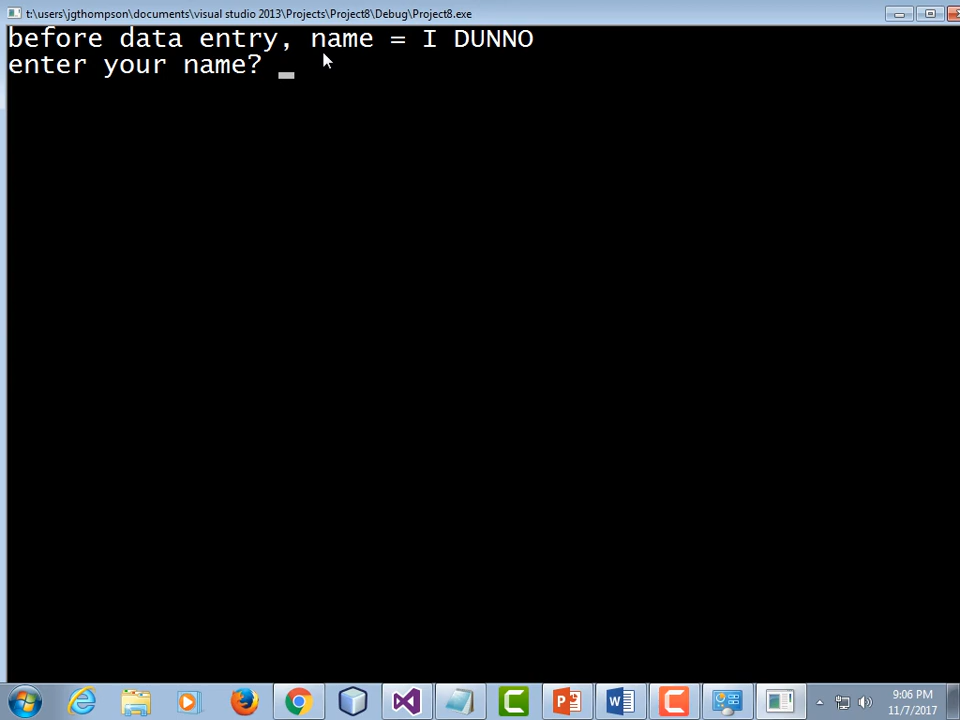 t:\users\jgthompson\documents\visual studio 2013\Projects\Project8\Debug\Project8.exe
before data entry, name = I DUNNO
enter your name?
9:06 PM
11/7/2017